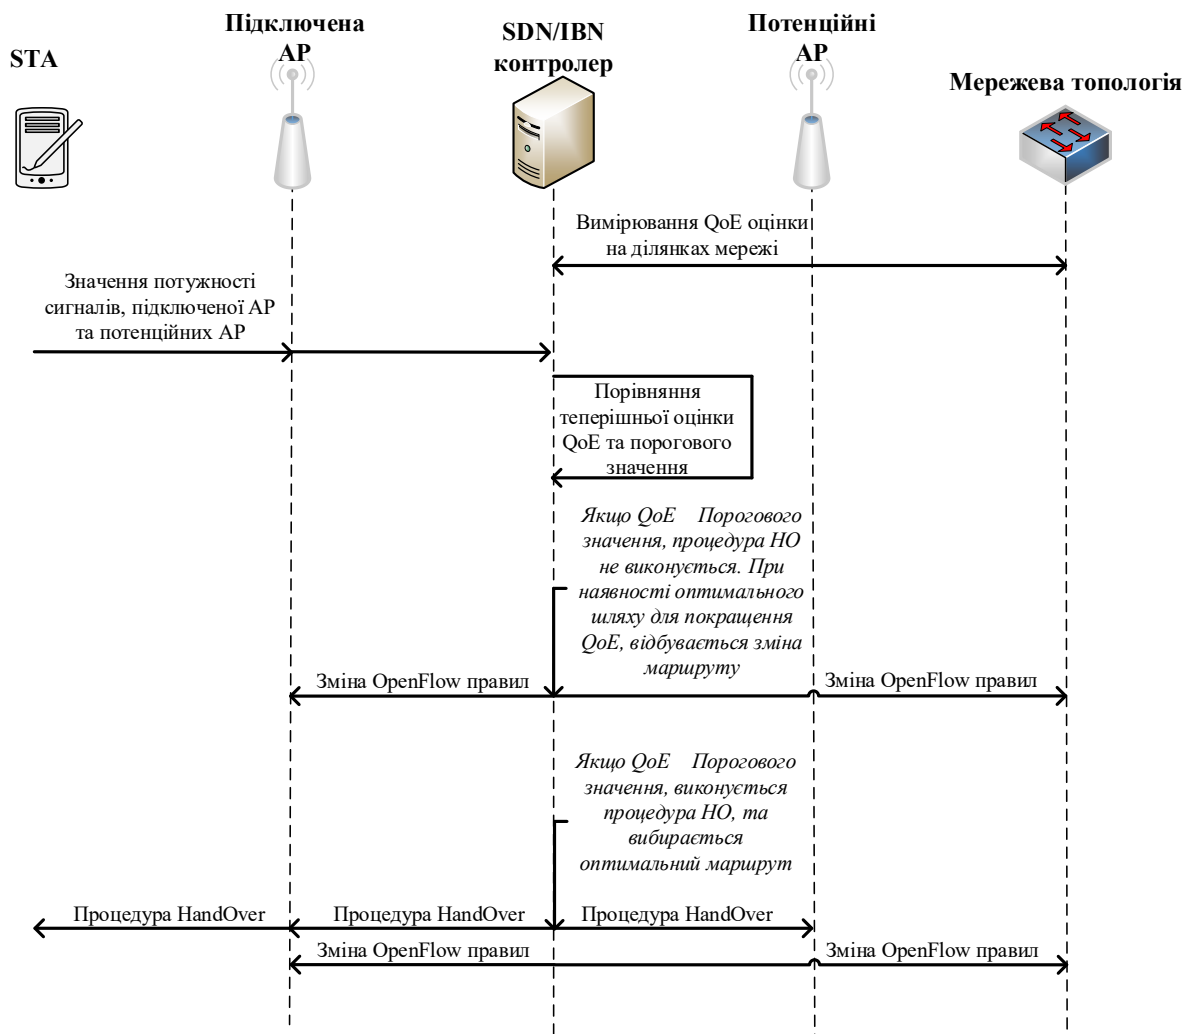 STA
Підключена
AP
SDN/IBN
контролер
Потенційні
AP
Мережева топологія
Вимірювання QoE оцінки
на ділянках мережі
Значення потужності
сигналів, підключеної AP
та потенційних AP
Порівняння
теперішньої оцінки
QoE та порогового
значення
Якщо QoE Порогового
значення, процедура HO
не виконується. При
наявності оптимального
шляху для покращення
QoE, відбувається зміна
маршруту
Зміна OpenFlow правил
Зміна OpenFlow правил
Якщо QoE Порогового
значення, виконується
процедура HO, та
вибирається
оптимальний маршрут
Процедура HandOver
Процедура HandOver
Процедура HandOver
Зміна OpenFlow правил
Зміна OpenFlow правил